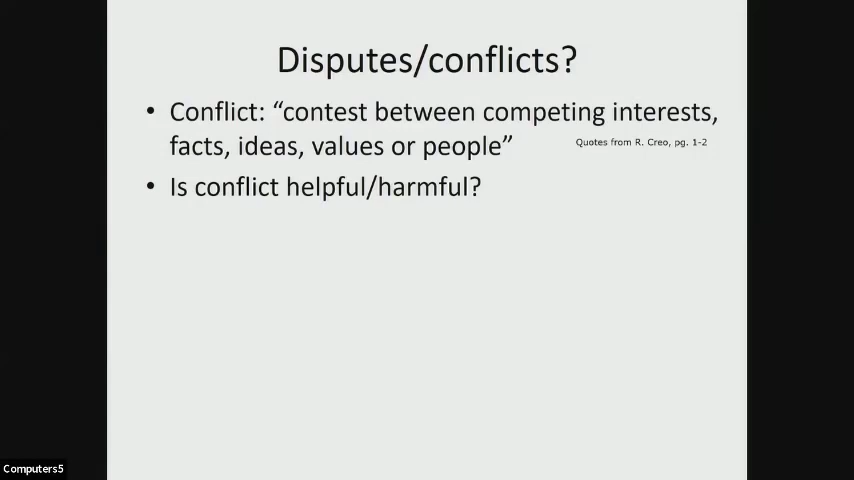 Disputes/conflicts?
• Conflict: “contest between competing interests,
facts, ideas, values or people”
Quotes from R. Creo, pg. 1-2
• Is conflict helpful/harmful?
Computers5